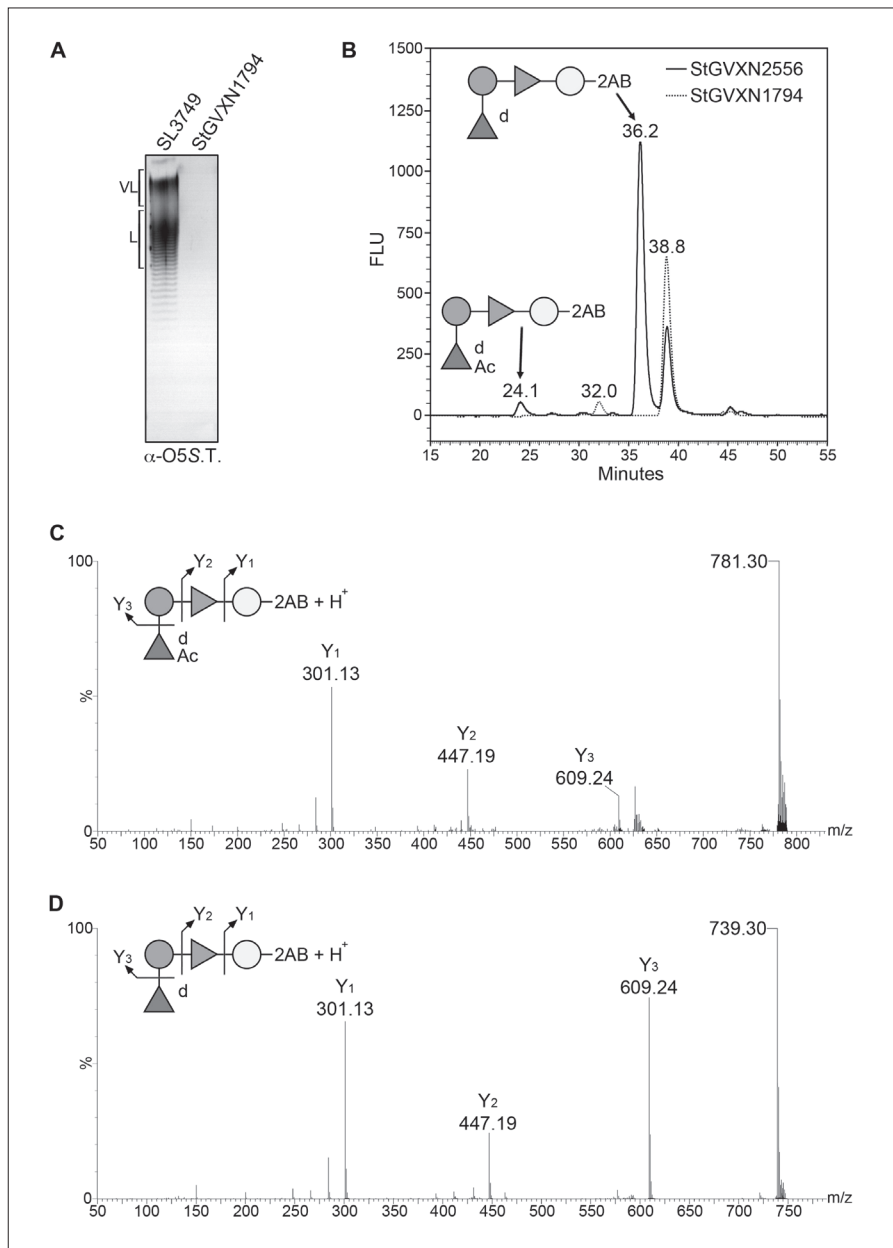 A
SL3749
StGVXN1794
VL
L
α-O5S.T.
B
1500
1250
1000
750
500
250
0
FLU
2AB
d
StGVXN2556
StGVXN1794
36.2
38.8
2AB
d
Ac
24.1
32.0
15 20 25 30 35 40 45 50 55
Minutes
C
100
%
0
Y3
Y2
Y1
2AB + H+
d
Ac
Y1
301.13
Y2
447.19
Y3
609.24
781.30
50 100 150 200 250 300 350 400 450 500 550 600 650 700 750 800 m/z
D
100
%
0
Y3
Y2
Y1
2AB + H+
d
Y1
301.13
Y2
447.19
Y3
609.24
739.30
50 100 150 200 250 300 350 400 450 500 550 600 650 700 750 m/z